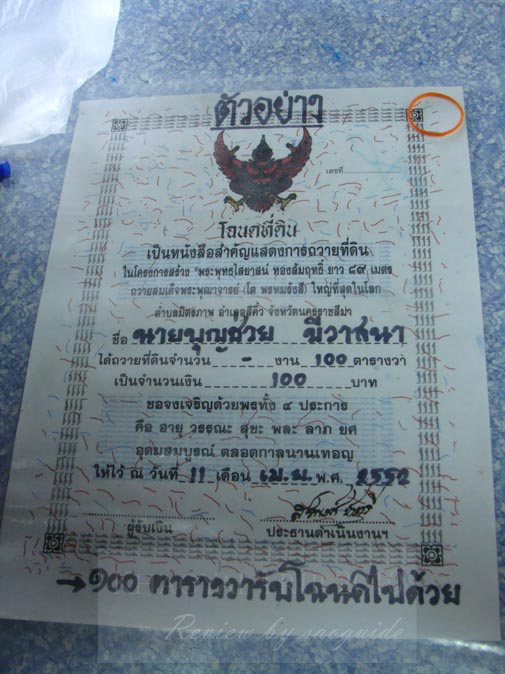 ตัวอย่าง
เลขที่
โฉนดที่ดิน
เป็นหนังสือสำคัญแสดงการถวายที่ดิน
ในโครงการสร้าง "พระพุทธไสยาสน์ ทองสัมฤทธิ์ ยาว ๘๙ เมตร
ถวายสมเด็จพระพุฒาจารย์ (โต พรหมรังสี) ใหญ่ที่สุดในโลก
ตำบลมิตรภาพ อำเภอสีคิ้ว จังหวัดนครราชสีมา
ชื่อ นายบุญช่วย มีวาสนา
ได้ถวายที่ดินจำนวน - งาน 100 ตารางวา
เป็นจำนวนเงิน 100 บาท
ขอจงเจริญด้วยพรทั้ง ๔ ประการ
คือ อายุ วรรณะ สุขะ พละ ลาภ ยศ
อุดมสมบูรณ์ ตลอดกาลนานเทอญ
ให้ไว้ ณ วันที่ 11 เดือน เม.ย. พ.ศ. 2552
ผู้รับเงิน
ประธานดำเนินงานฯ
→ ๑๐๐ ตารางวารับโฉนดไปด้วย
Review by saoguide